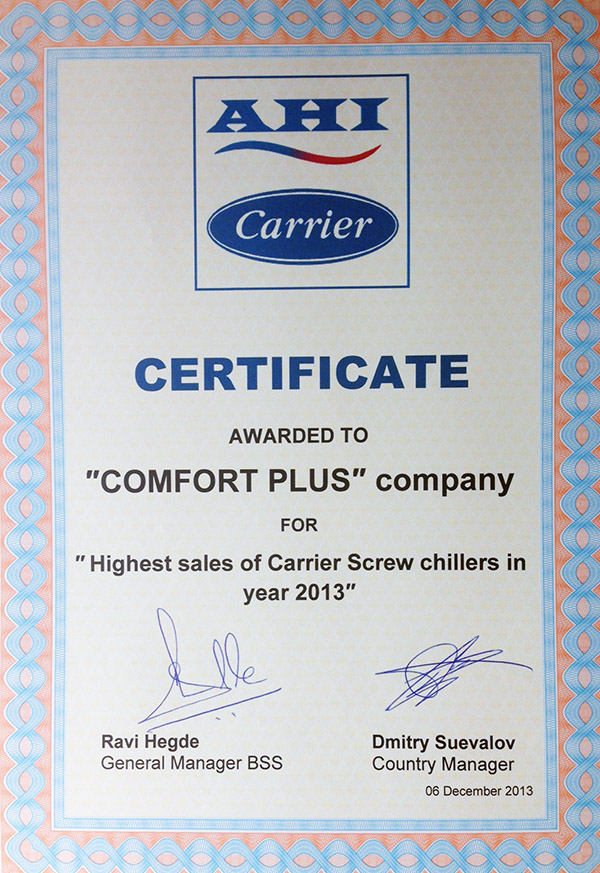 AHI
Carrier
CERTIFICATE
AWARDED TO
"COMFORT PLUS" company
FOR
" Highest sales of Carrier Screw chillers in
year 2013"
Ravi Hegde
General Manager BSS
Dmitry Suevalov
Country Manager
06 December 2013